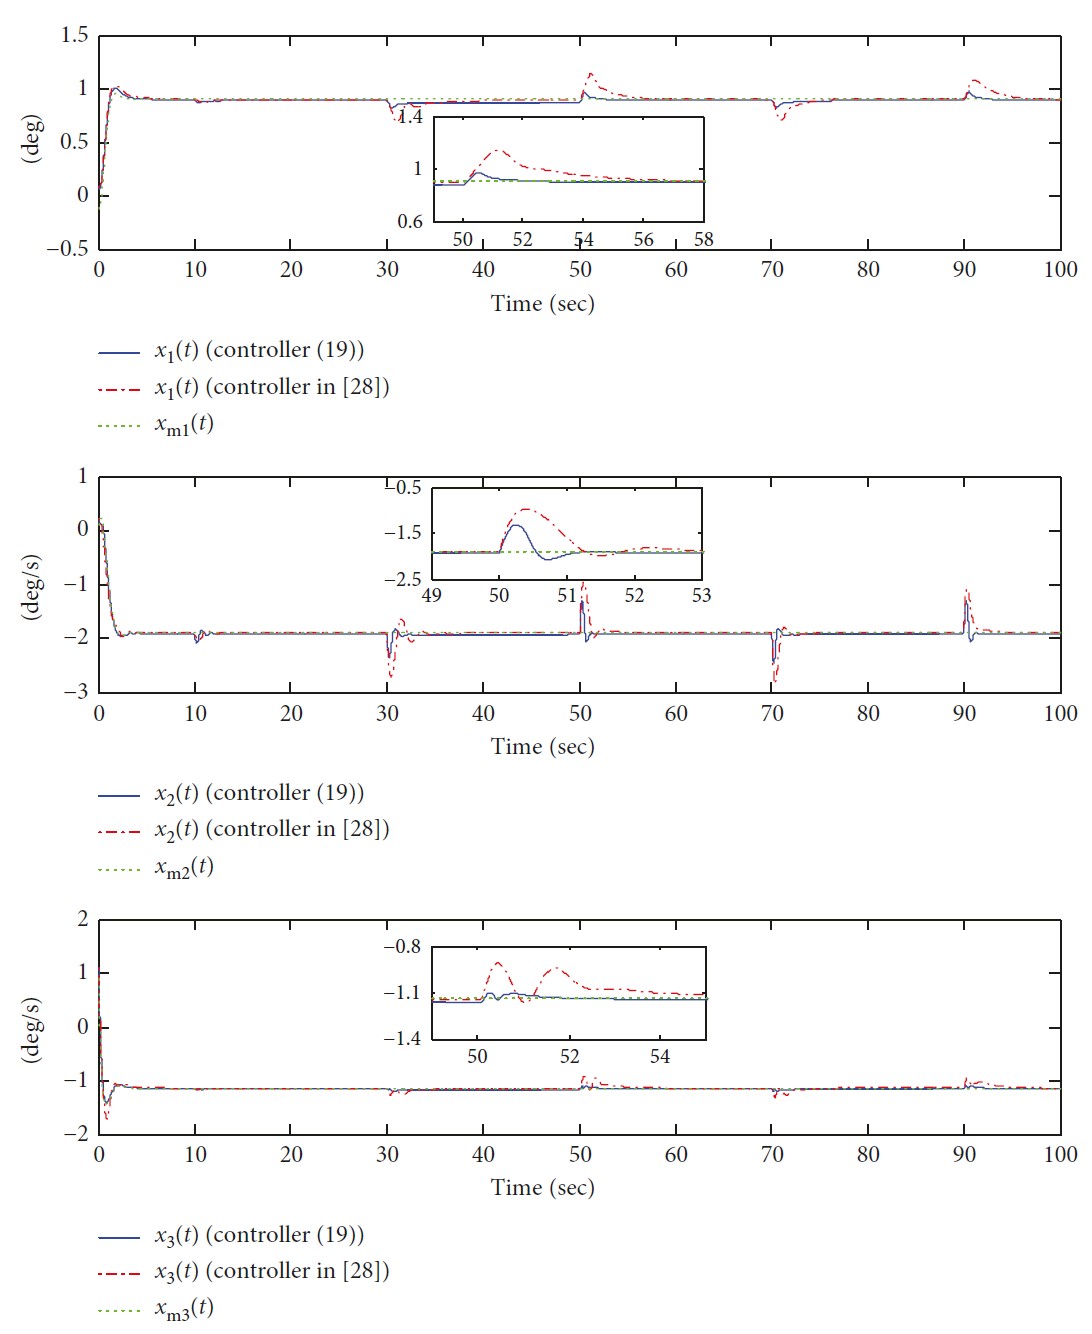 1.5
1
0.5
0
−0.5
(deg)
1.4
1
0.6
50 52 54 56 58
0 10 20 30 40 50 60 70 80 90 100
Time (sec)
x1(t) (controller (19))
x1(t) (controller in [28])
xm1(t)
1
0
−1
−2
−3
(deg/s)
−0.5
−1.5
−2.5
49 50 51 52 53
0 10 20 30 40 50 60 70 80 90 100
Time (sec)
x2(t) (controller (19))
x2(t) (controller in [28])
xm2(t)
2
1
0
−1
−2
(deg/s)
−0.8
−1.1
−1.4
50 52 54
0 10 20 30 40 50 60 70 80 90 100
Time (sec)
x3(t) (controller (19))
x3(t) (controller in [28])
xm3(t)